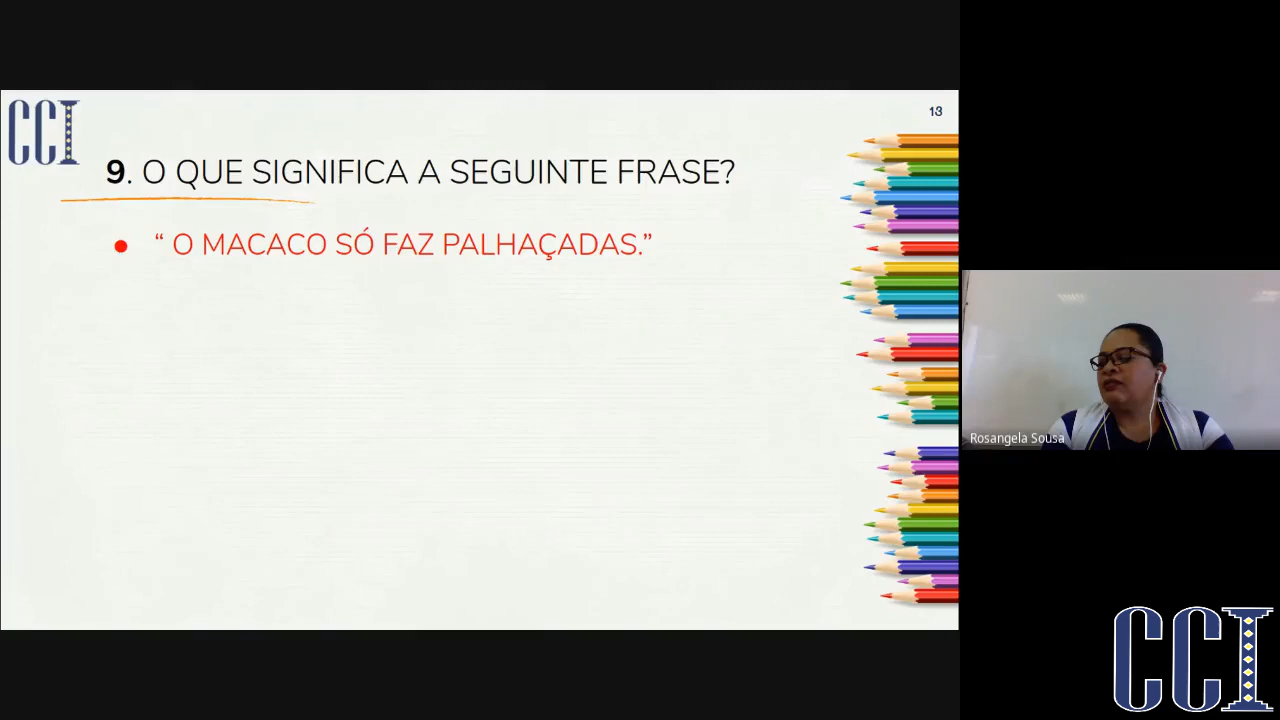 CCI
13
9. O QUE SIGNIFICA A SEGUINTE FRASE?
“ O MACACO SÓ FAZ PALHAÇADAS.”
Rosangela Sousa
CCI